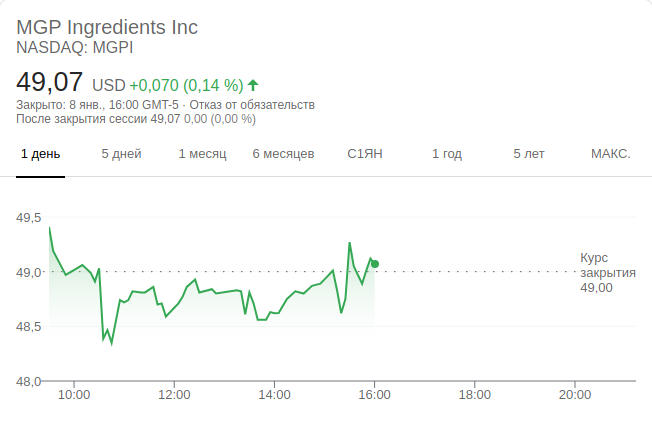 MGP Ingredients Inc
NASDAQ: MGPI
49,07 USD +0,070 (0,14 %)
Закрыто: 8 янв., 16:00 GMT-5 · Отказ от обязательств
После закрытия сессии 49,07 0,00 (0,00 %)
1 день 5 дней 1 месяц 6 месяцев С1ЯН 1 год 5 лет МАКС.
49,5
Курс
49,0 закрытия
49,00
48,5
48,0
10:00 12:00 14:00 16:00 18:00 20:00